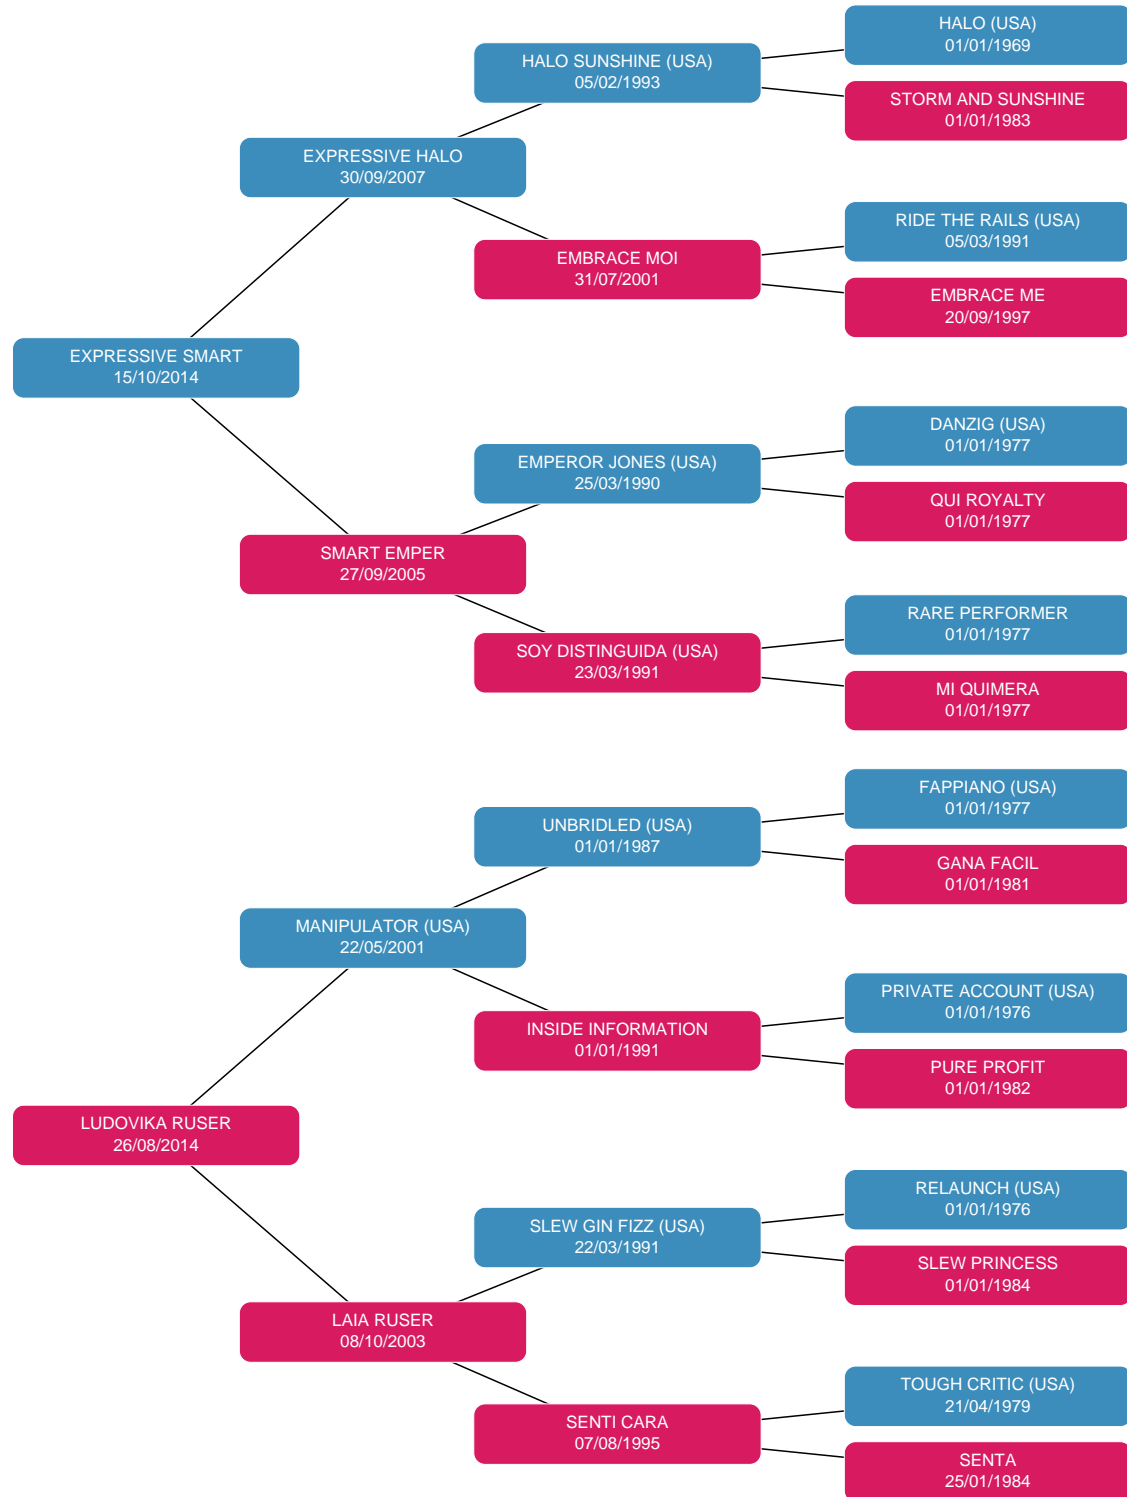 HALO (USA)
01/01/1969
HALO SUNSHINE (USA)
05/02/1993
STORM AND SUNSHINE
01/01/1983
EXPRESSIVE HALO
30/09/2007
RIDE THE RAILS (USA)
05/03/1991
EMBRACE MOI
31/07/2001
EMBRACE ME
20/09/1997
EXPRESSIVE SMART
15/10/2014
DANZIG (USA)
01/01/1977
EMPEROR JONES (USA)
25/03/1990
QUI ROYALTY
01/01/1977
SMART EMPER
27/09/2005
RARE PERFORMER
01/01/1977
SOY DISTINGUIDA (USA)
23/03/1991
MI QUIMERA
01/01/1977
FAPPIANO (USA)
01/01/1977
UNBRIDLED (USA)
01/01/1987
GANA FACIL
01/01/1981
MANIPULATOR (USA)
22/05/2001
PRIVATE ACCOUNT (USA)
01/01/1976
INSIDE INFORMATION
01/01/1991
PURE PROFIT
01/01/1982
LUDOVIKA RUSER
26/08/2014
RELAUNCH (USA)
01/01/1976
SLEW GIN FIZZ (USA)
22/03/1991
SLEW PRINCESS
01/01/1984
LAIA RUSER
08/10/2003
TOUGH CRITIC (USA)
21/04/1979
SENTI CARA
07/08/1995
SENTA
25/01/1984